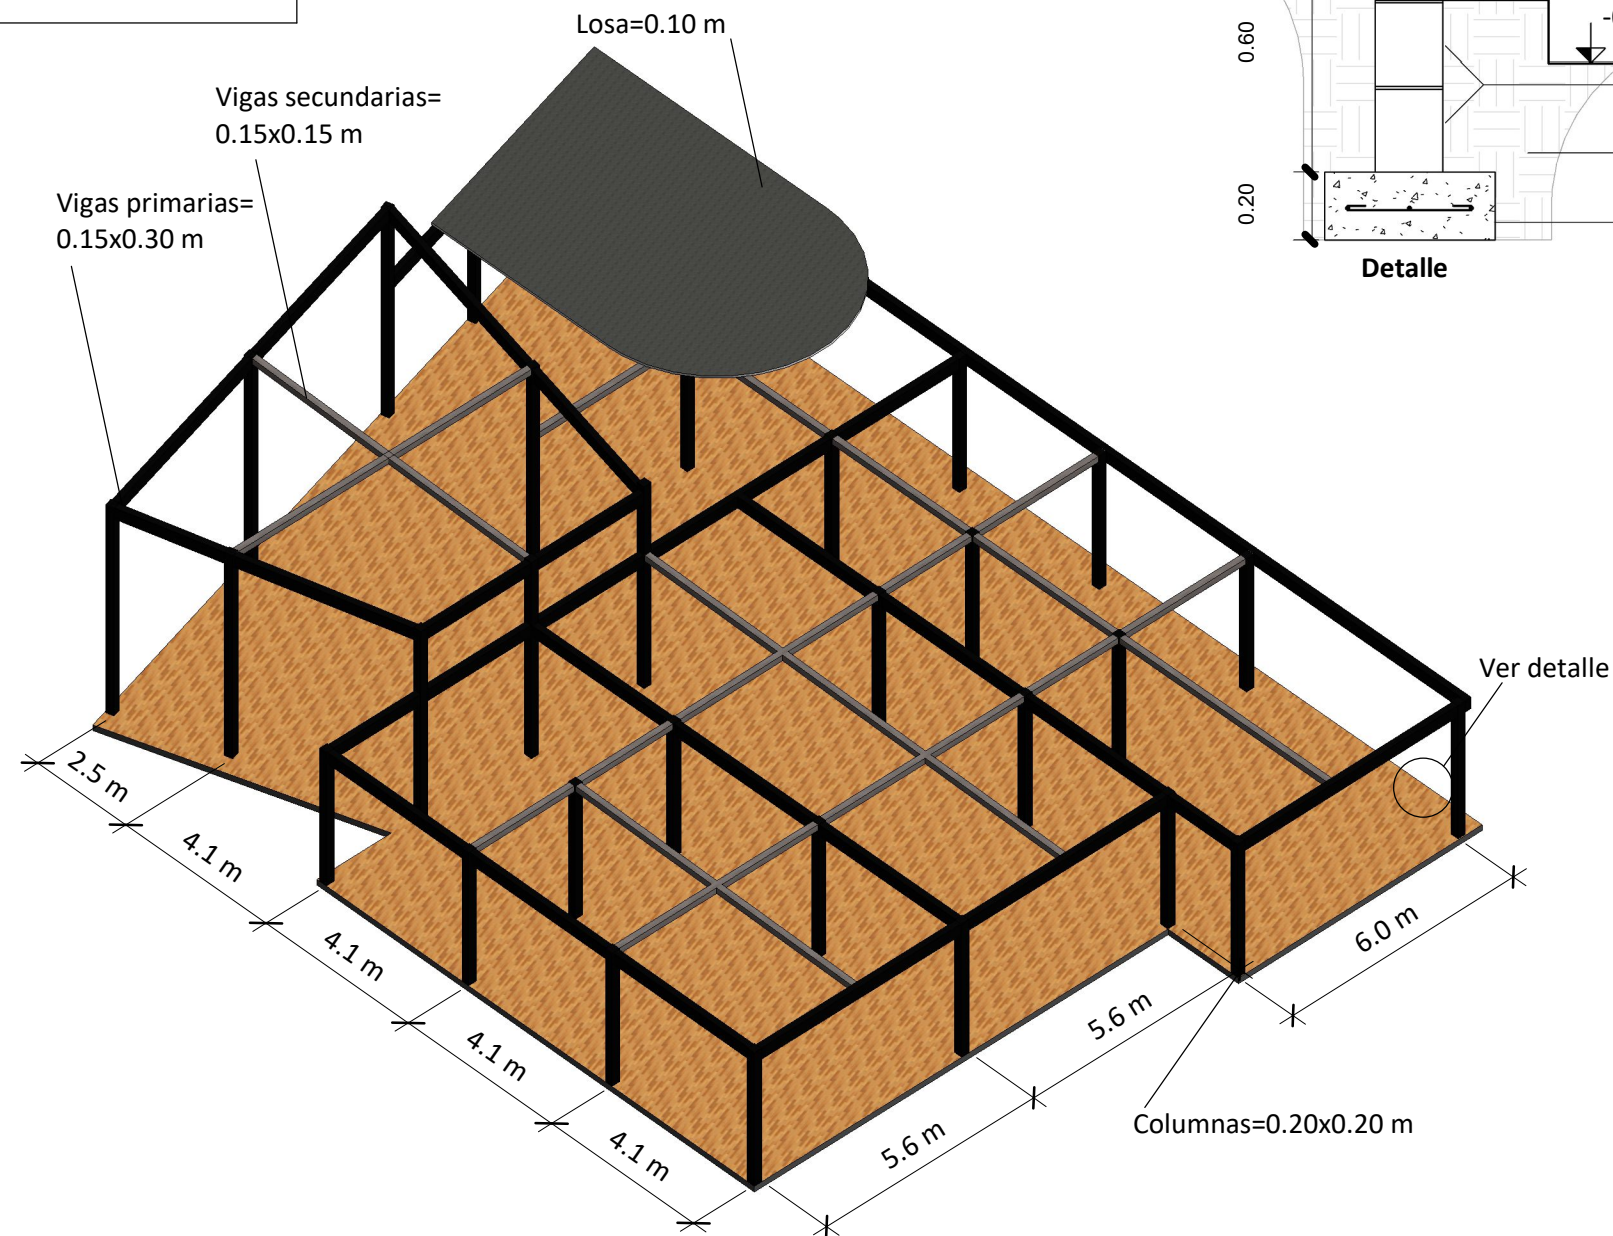 Losa=0.10 m
Vigas secundarias=
0.15x0.15 m
Vigas primarias=
0.15x0.30 m
0.60
0.20
Detalle
Ver detalle
2.5 m
4.1 m
4.1 m
4.1 m
4.1 m
5.6 m
5.6 m
6.0 m
Columnas=0.20x0.20 m